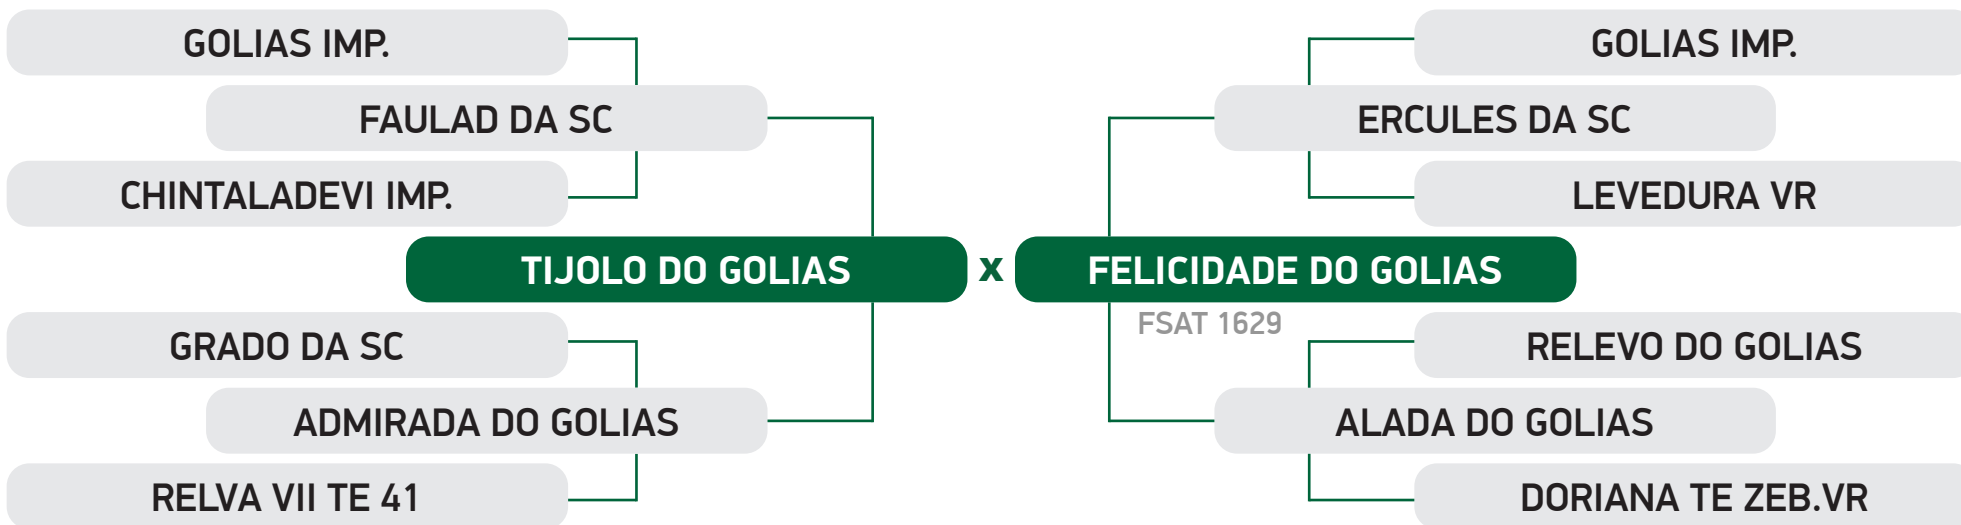 GOLIAS IMP.
GOLIAS IMP.
FAULAD DA SC
ERCULES DA SC
CHINTALADEVI IMP.
LEVEDURA VR
TIJOLO DO GOLIAS x FELICIDADE DO GOLIAS
FSAT 1629
GRADO DA SC
RELEVO DO GOLIAS
ADMIRADA DO GOLIAS
ALADA DO GOLIAS
RELVA VII TE 41
DORIANA TE ZEB.VR